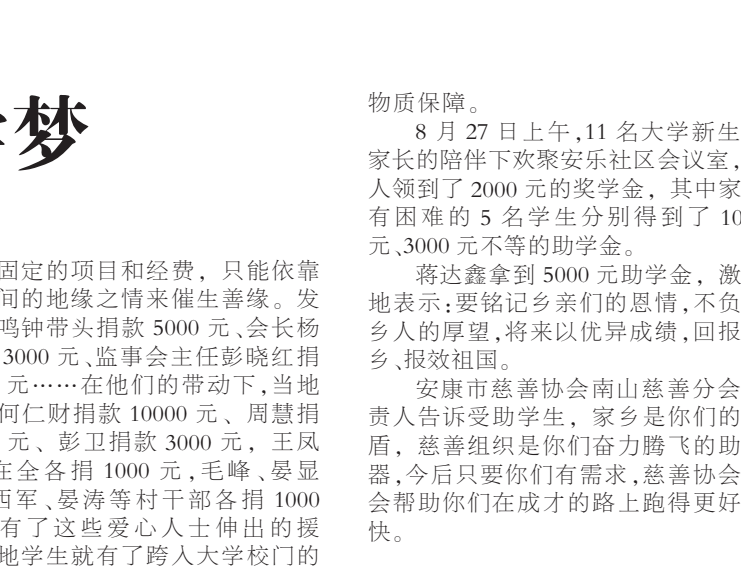 梦
固定的项目和经费，只能依靠
间的地缘之情来催生善缘。发
鸣钟带头捐款 5000 元、会长杨
3000 元、监事会主任彭晓红捐
元……在他们的带动下,当地
何仁财捐款 10000 元、周慧捐
元、彭卫捐款 3000 元，王凤
在全各捐 1000 元,毛峰、晏显
西军、晏涛等村干部各捐 1000
有了这些爱心人士伸出的援
地学生就有了跨入大学校门的
物质保障。
8 月 27 日上午,11 名大学新生
家长的陪伴下欢聚安乐社区会议室,
人领到了 2000 元的奖学金，其中家
有困难的 5 名学生分别得到了 10
元、3000 元不等的助学金。
蒋达鑫拿到 5000 元助学金，激
地表示:要铭记乡亲们的恩情,不负
乡人的厚望,将来以优异成绩,回报
乡、报效祖国。
安康市慈善协会南山慈善分会
责人告诉受助学生，家乡是你们的
盾，慈善组织是你们奋力腾飞的助
器,今后只要你们有需求,慈善协会
会帮助你们在成才的路上跑得更好
快。